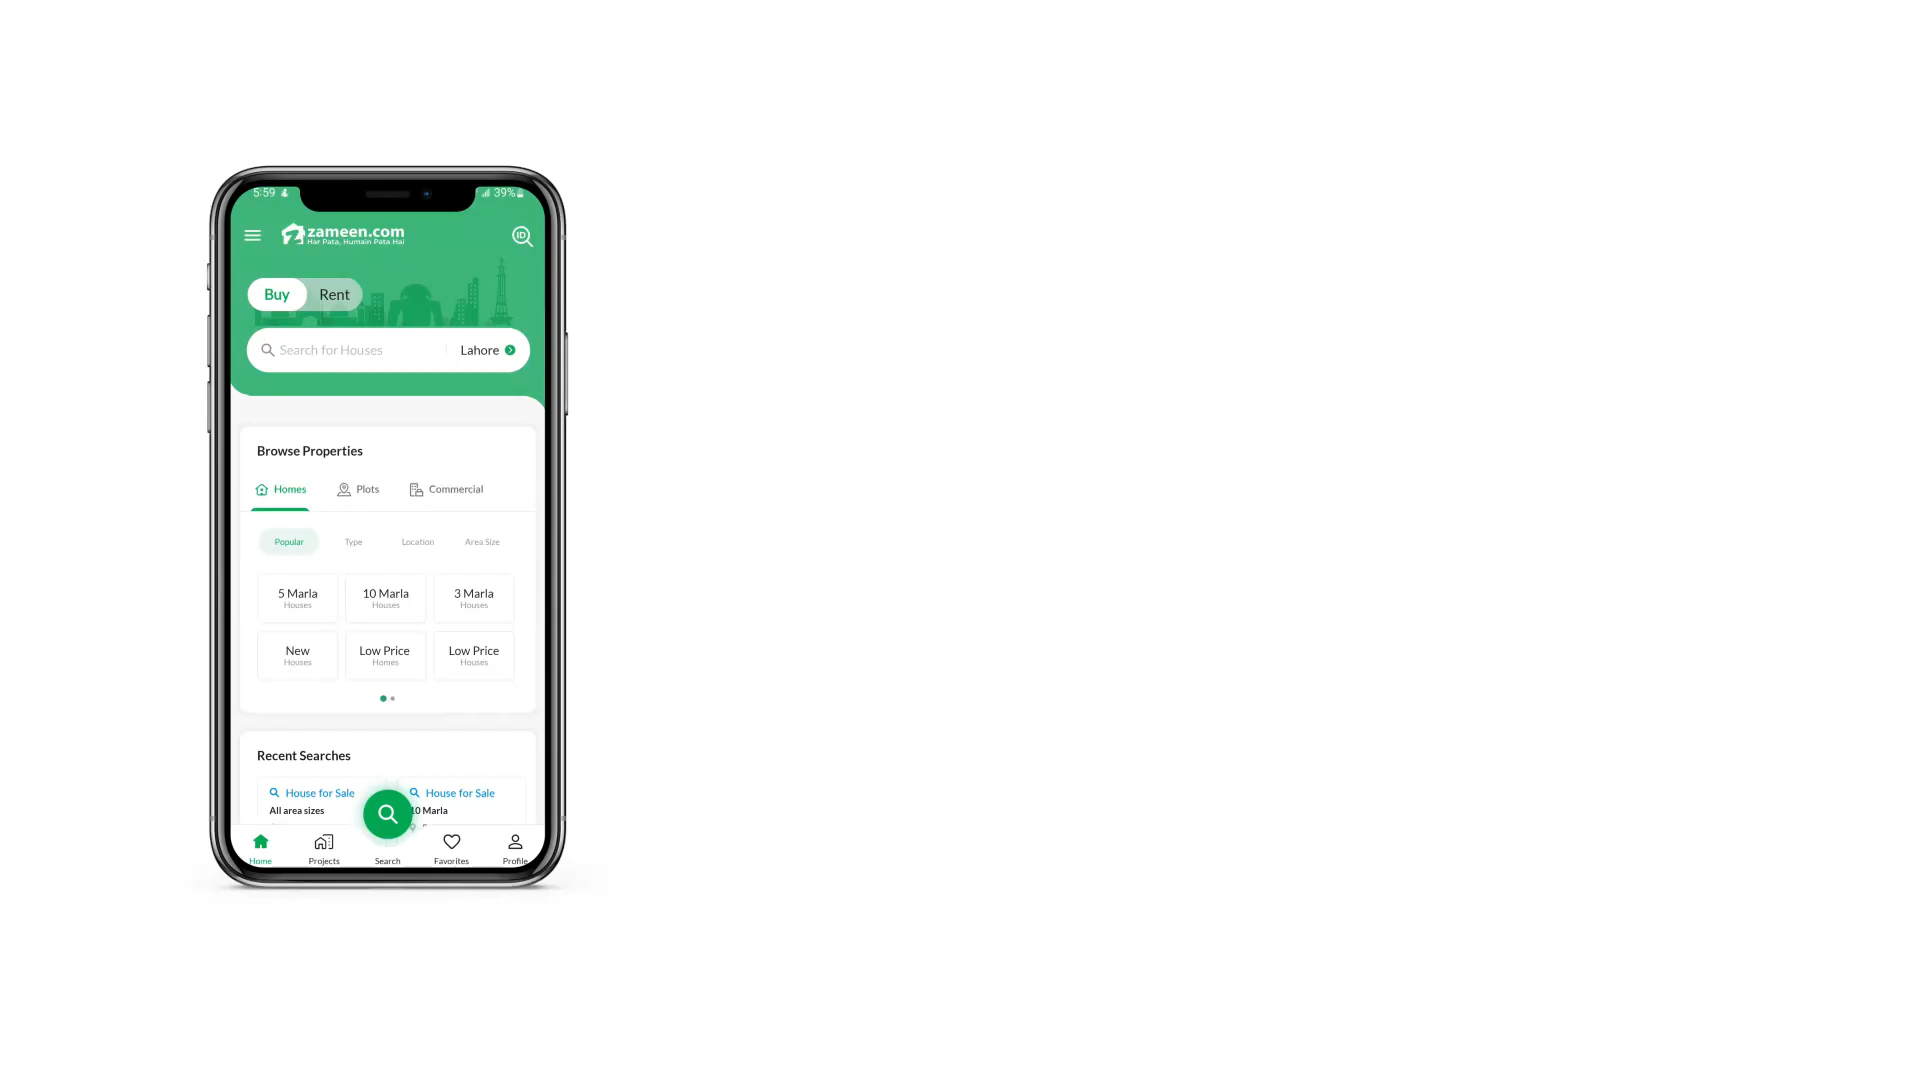 5:59
39%
zameen.com
Har Pata, Humain Pata Hai
ID
Buy Rent
Search for Houses Lahore
Browse Properties
Homes Plots Commercial
Popular Type Location Area Size
5 Marla 10 Marla 3 Marla
Houses Houses Houses
New Low Price Low Price
Houses Homes Houses
Recent Searches
House for Sale House for Sale
All area sizes 10 Marla
Home Projects Search Favorites Profile